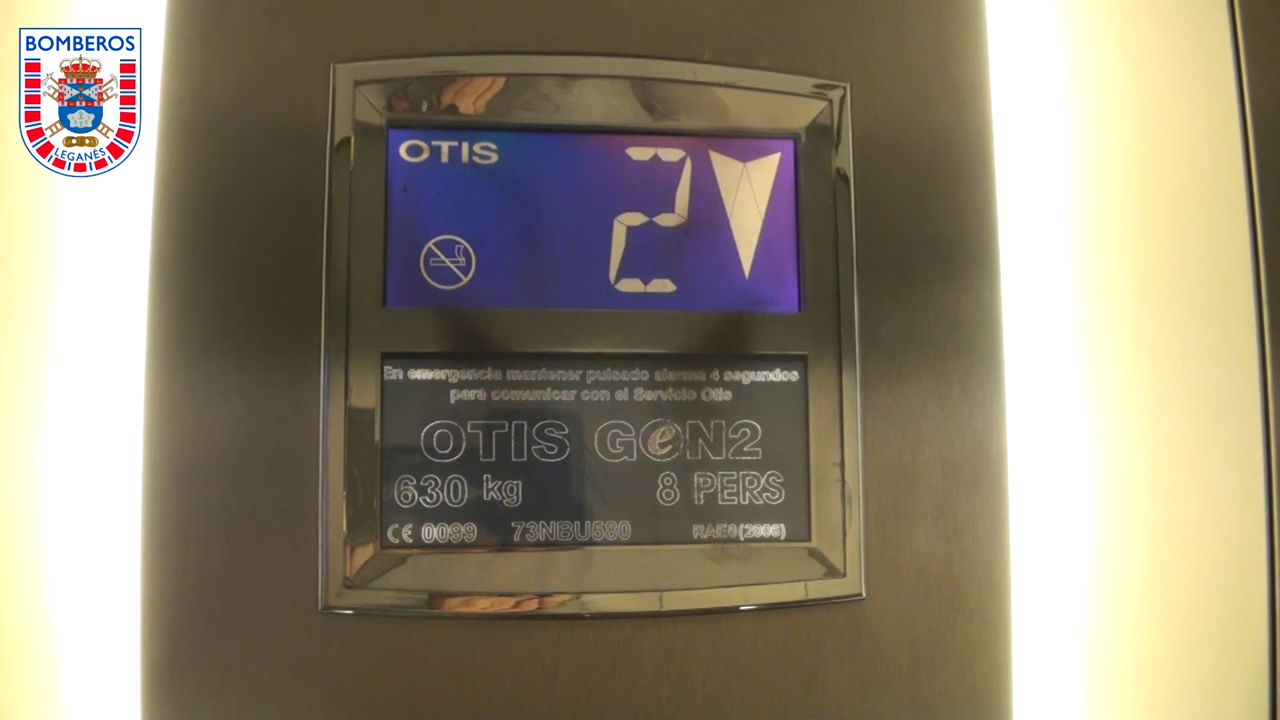 BOMBEROS
LEGANÉS
OTIS
2
En emergencia mantener pulsado alarma 4 segundos
para comunicar con el Servicio Otis
OTIS GeN2
630 kg 8 PERS
CE 0099 73NBU580